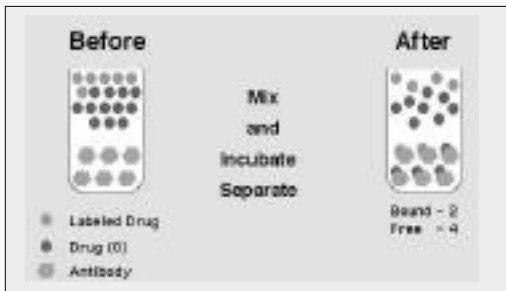 Before
After
Mix
and
Incubate
Separate
Labeled Drug
Drug (0)
Antibody
Bound - 2
Free - 4